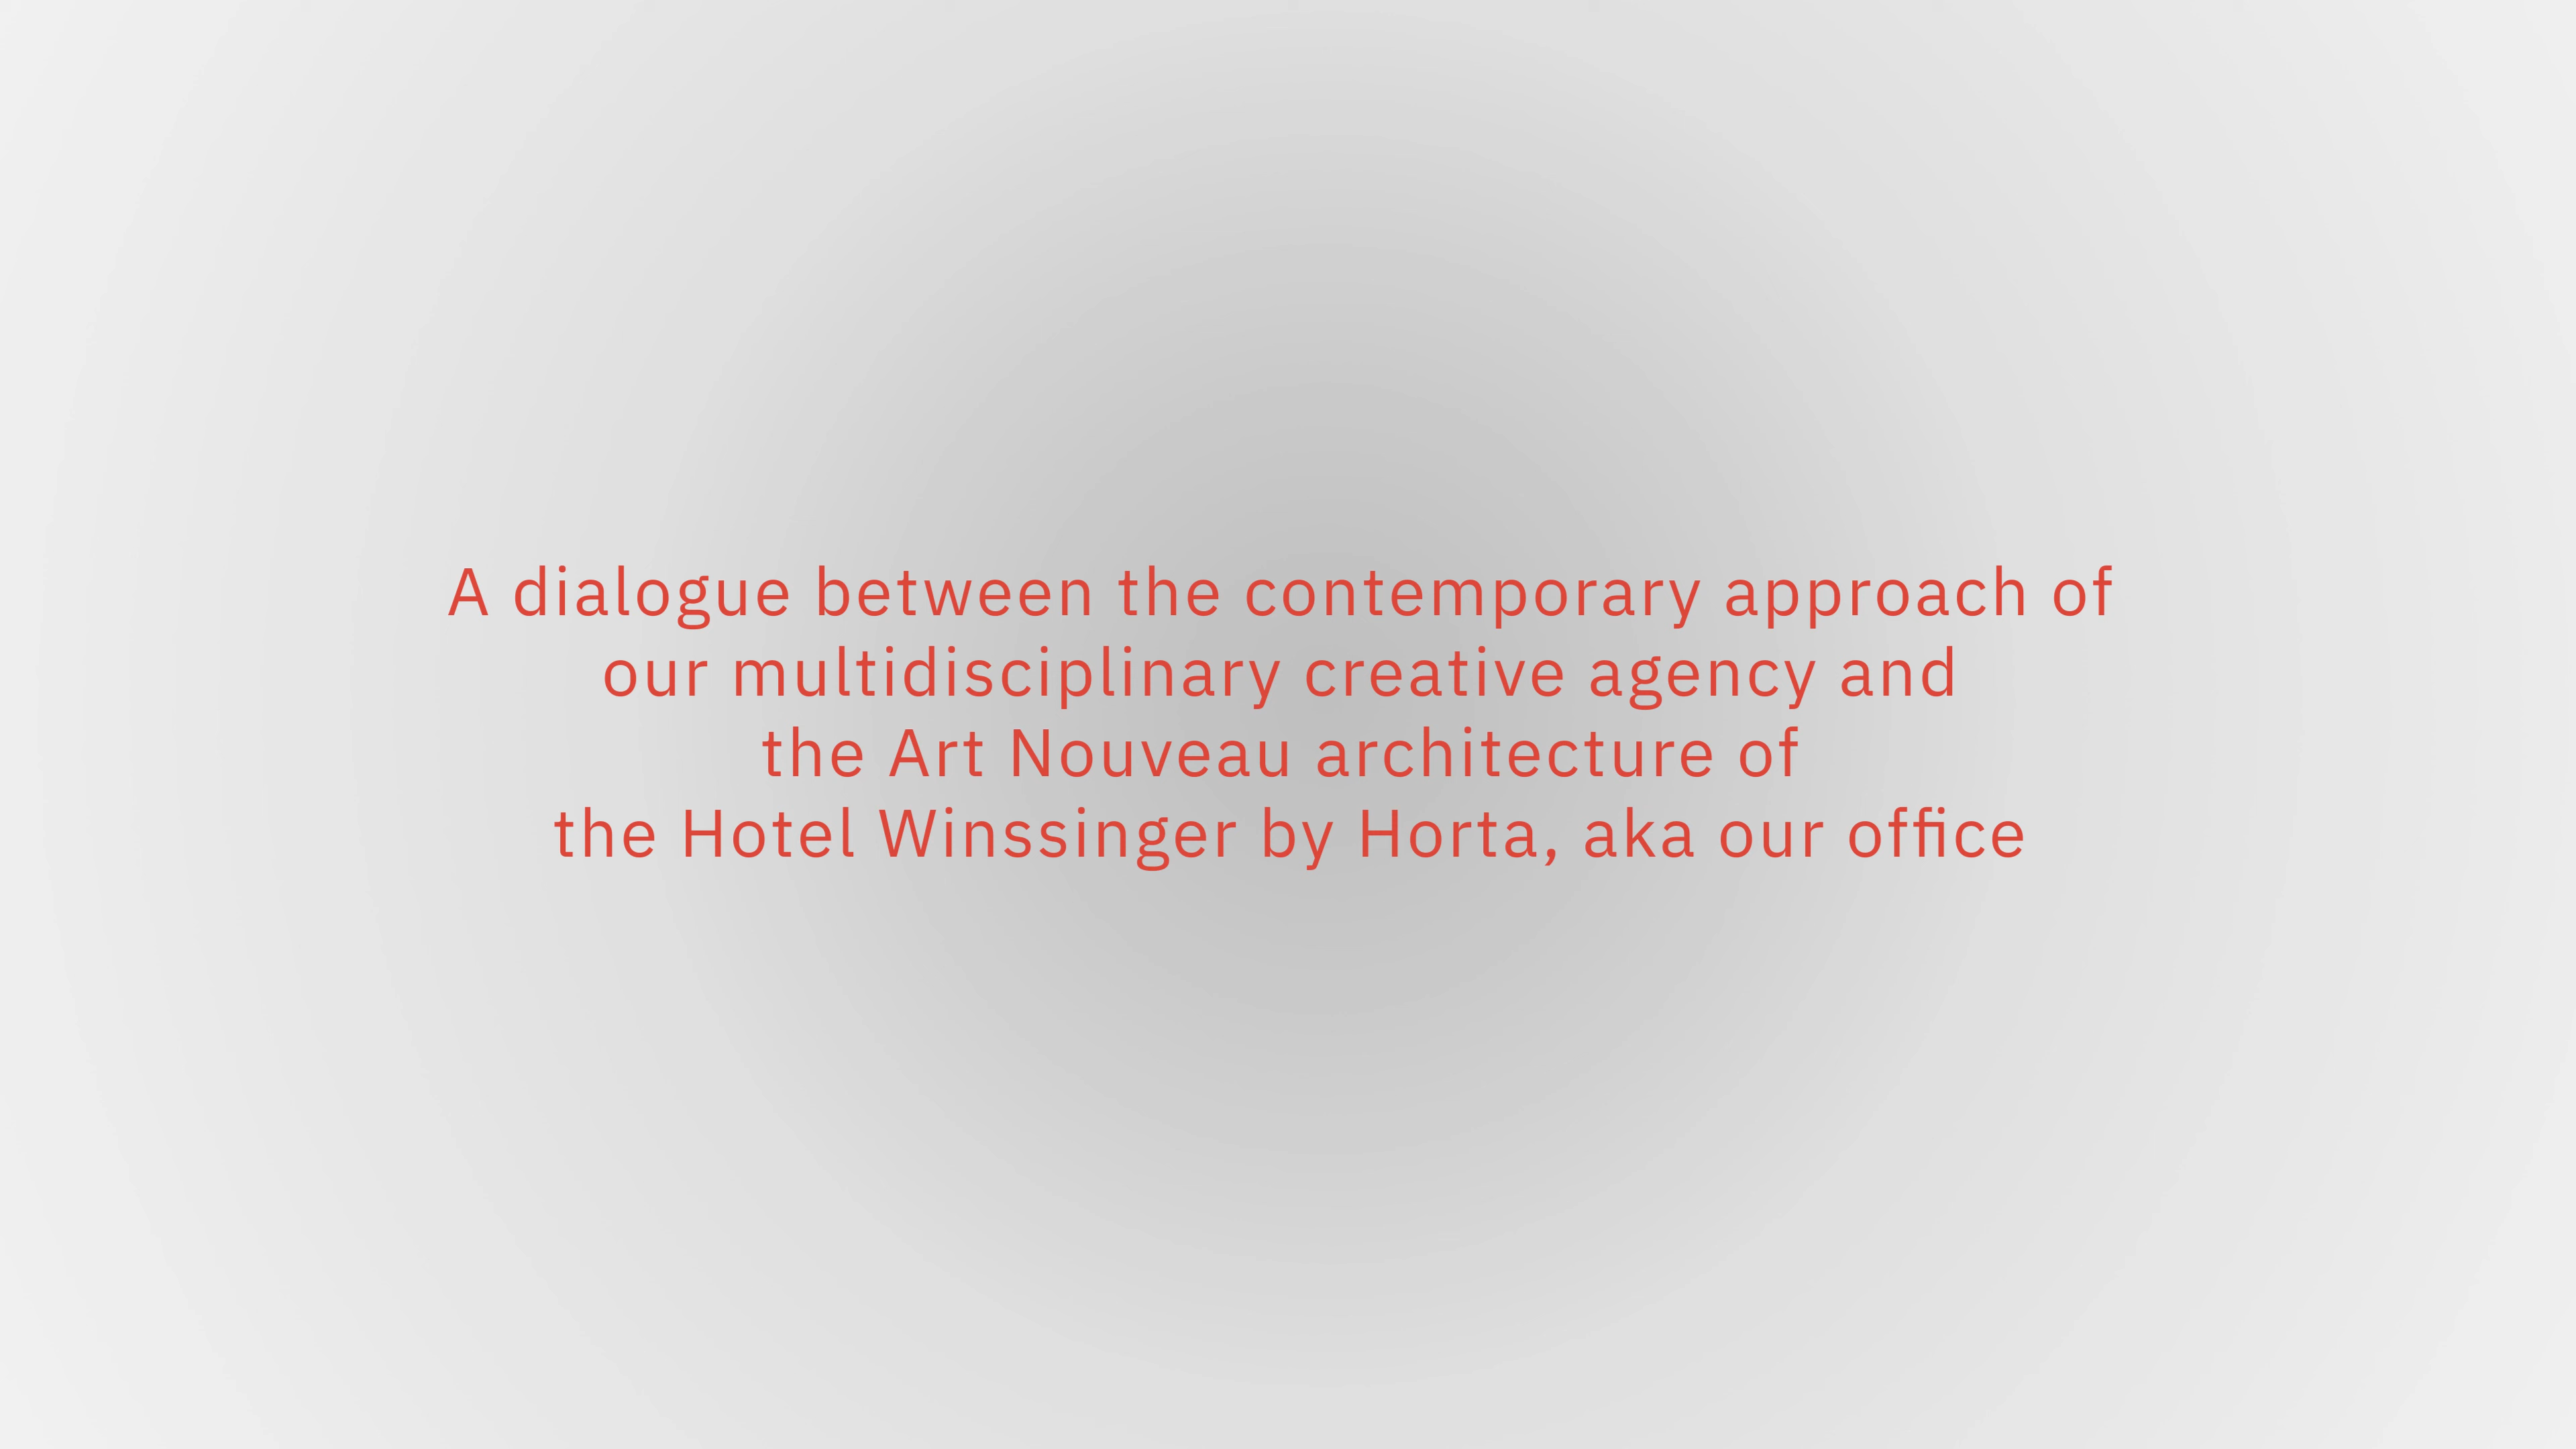 A dialogue between the contemporary approach of
our multidisciplinary creative agency and
the Art Nouveau architecture of
the Hotel Winssinger by Horta, aka our office